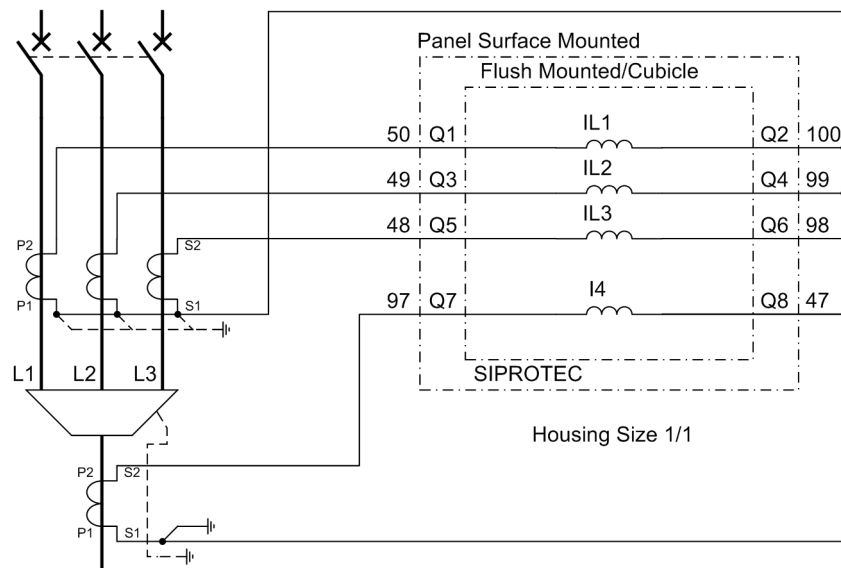 Panel Surface Mounted
Flush Mounted/Cubicle
50 Q1 IL1 Q2 100
49 Q3 IL2 Q4 99
48 Q5 IL3 Q6 98
P2 S2
97 Q7 I4 Q8 47
P1 S1
L1 L2 L3
SIPROTEC
Housing Size 1/1
P2 S2
P1 S1